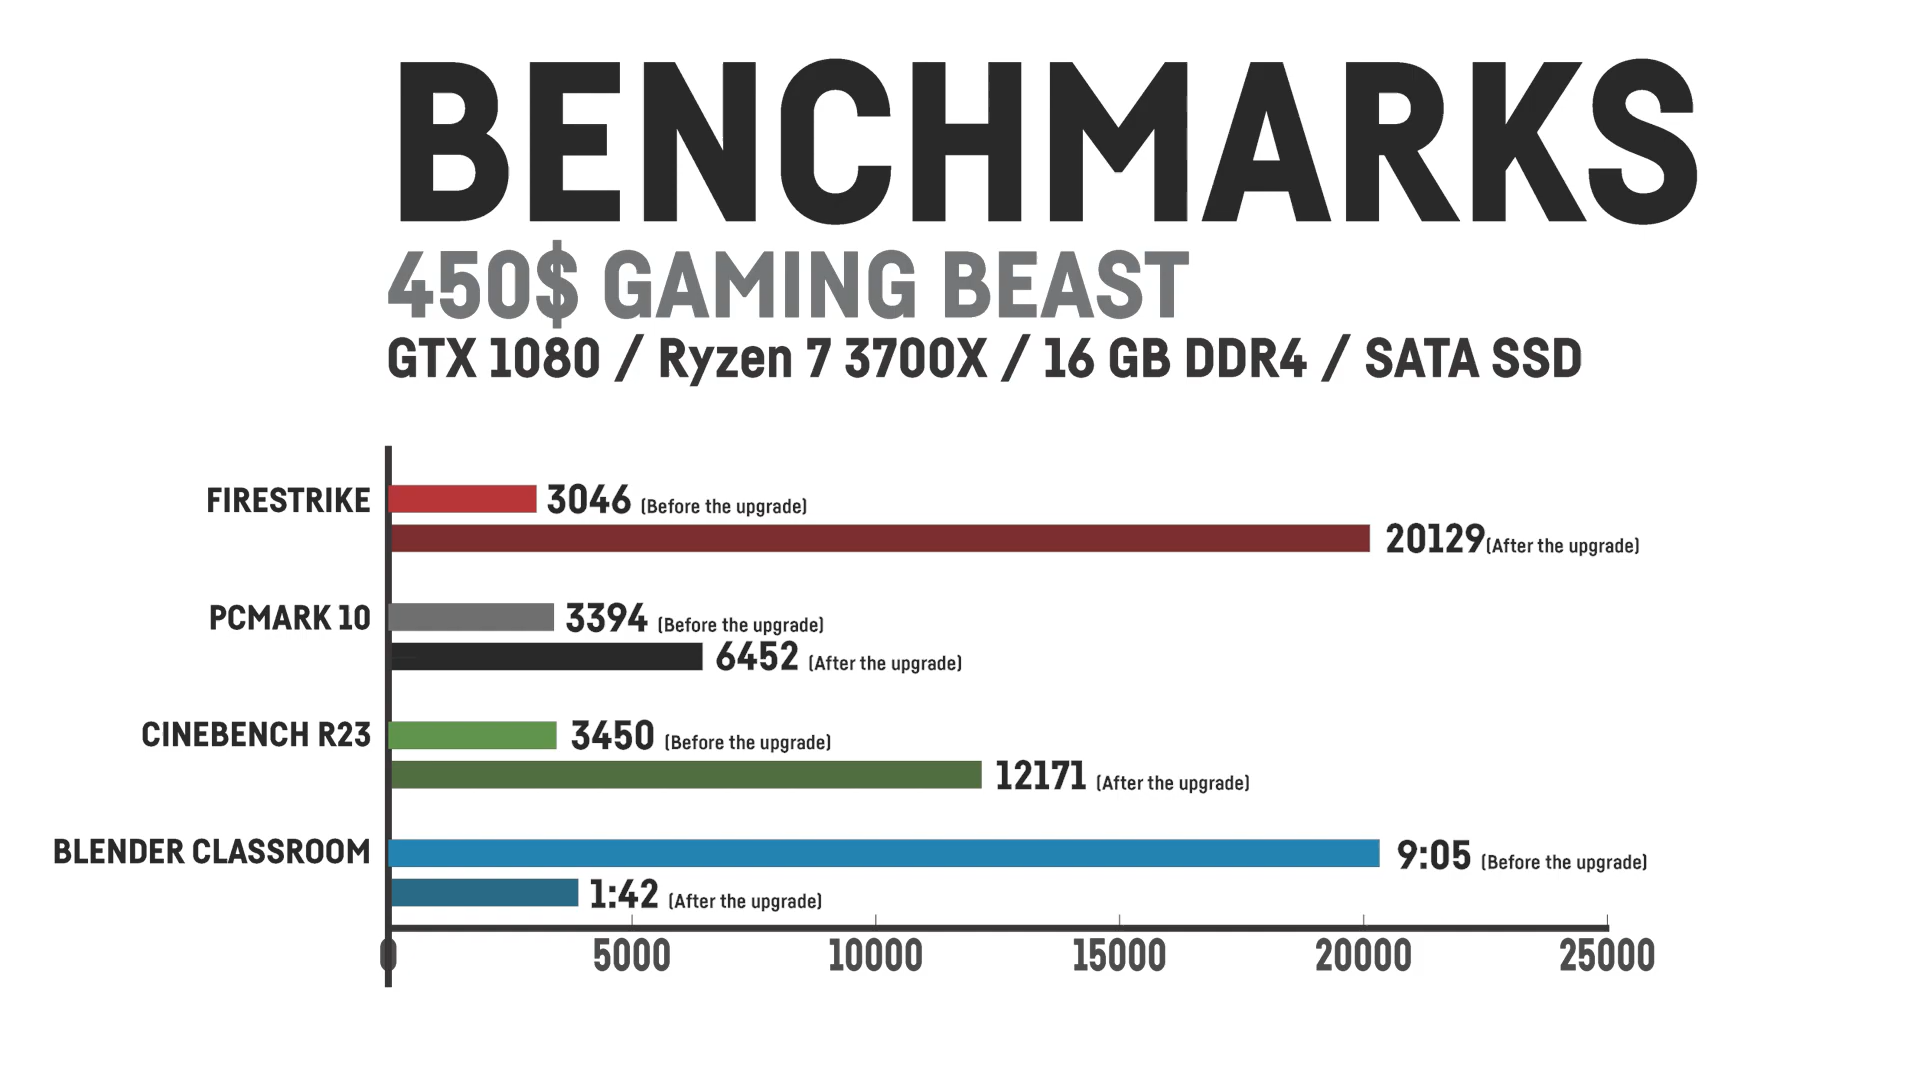 BENCHMARKS
450$ GAMING BEAST
GTX 1080 / Ryzen 7 3700X / 16 GB DDR4 / SATA SSD
FIRESTRIKE 3046 (Before the upgrade)
20129(After the upgrade)
PCMARK 10 3394 (Before the upgrade)
6452 (After the upgrade)
CINEBENCH R23 3450 (Before the upgrade)
12171 (After the upgrade)
BLENDER CLASSROOM 9:05 (Before the upgrade)
1:42 (After the upgrade)
0 5000 10000 15000 20000 25000